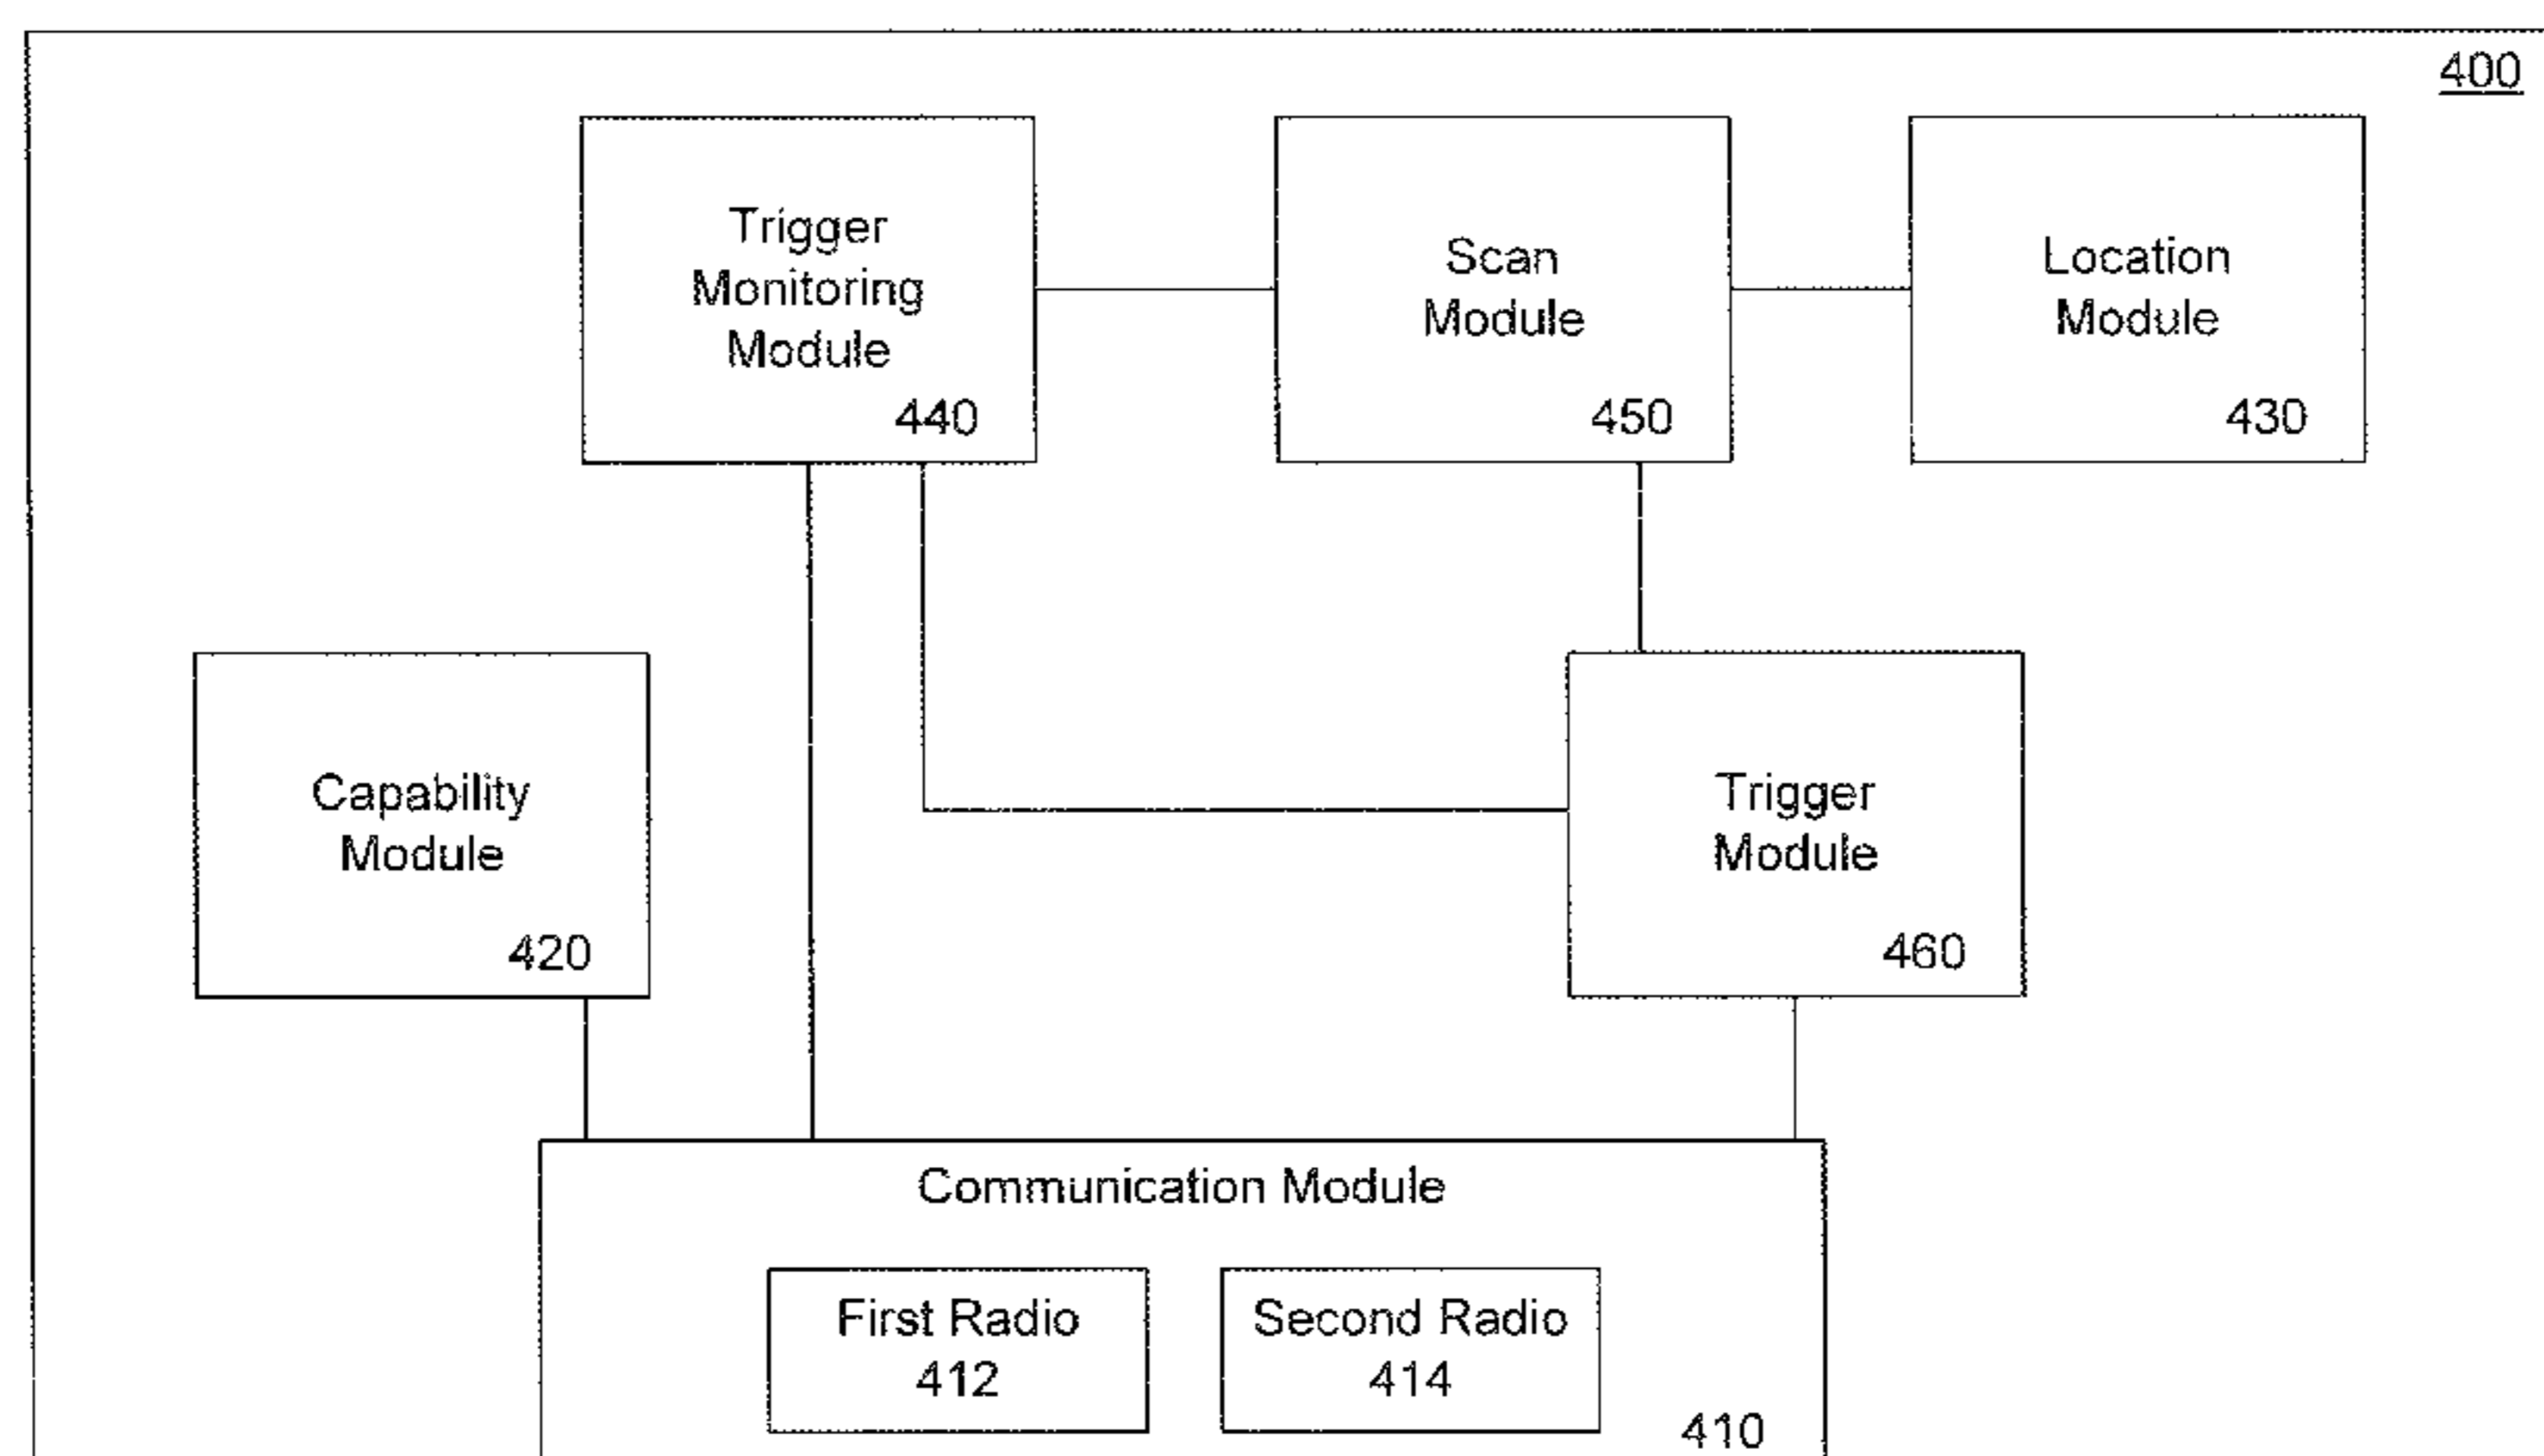 400
Trigger
Monitoring
Module
440
Scan
Module
450
Location
Module
430
Capability
Module
420
Trigger
Module
460
Communication Module
First Radio
412
Second Radio
414
410